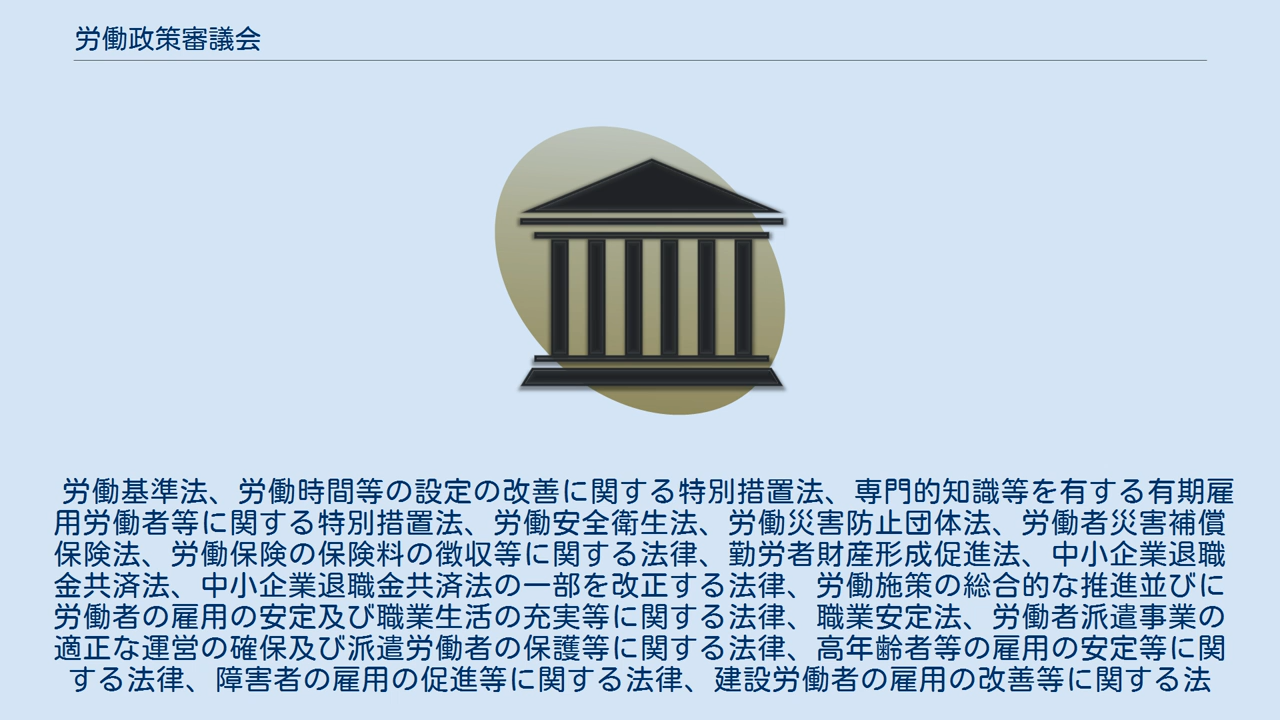 労働政策審議会
労働基準法、労働時間等の設定の改善に関する特別措置法、専門的知識等を有する有期雇
用労働者等に関する特別措置法、労働安全衛生法、労働災害防止団体法、労働者災害補償
保険法、労働保険の保険料の徴収等に関する法律、勤労者財産形成促進法、中小企業退職
金共済法、中小企業退職金共済法の一部を改正する法律、労働施策の総合的な推進並びに
労働者の雇用の安定及び職業生活の充実等に関する法律、職業安定法、労働者派遣事業の
適正な運営の確保及び派遣労働者の保護等に関する法律、高年齢者等の雇用の安定等に関
する法律、障害者の雇用の促進等に関する法律、建設労働者の雇用の改善等に関する法